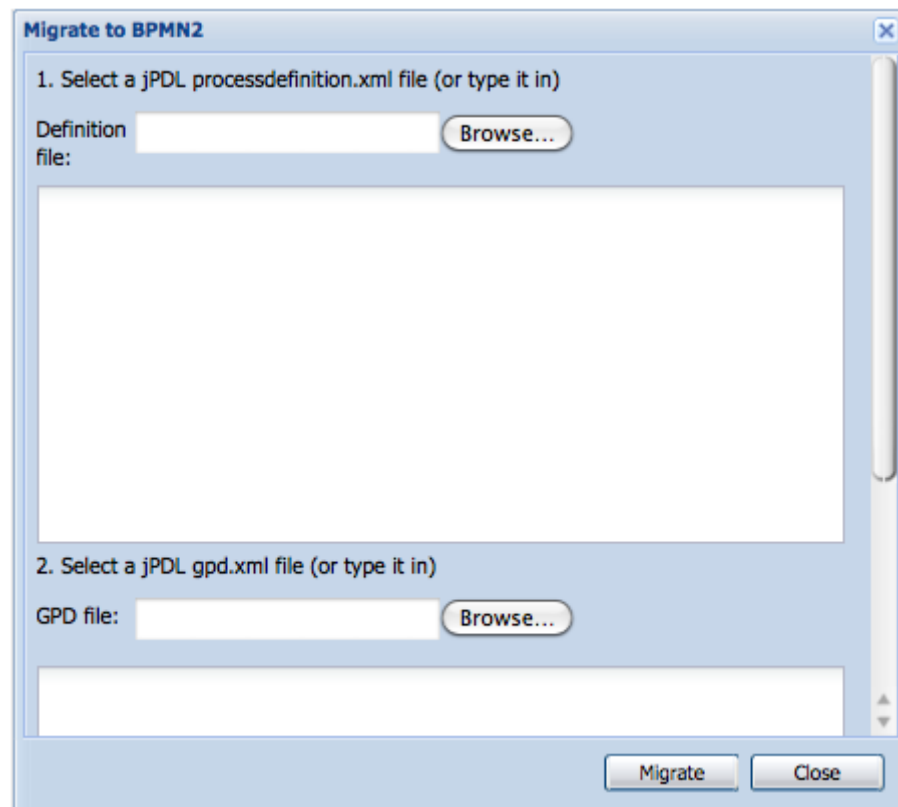 Migrate to BPMN2
1. Select a jPDL processdefinition.xml file (or type it in)
Definition
file:
Browse...
2. Select a jPDL gpd.xml file (or type it in)
GPD file:
Browse...
Migrate
Close